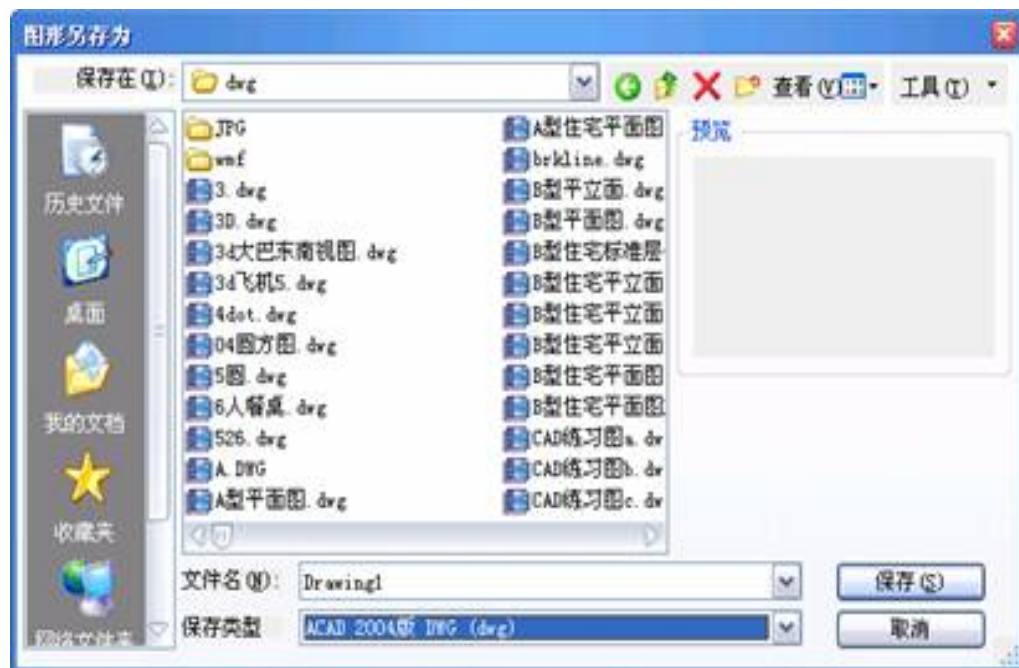 图形另存为
保存在(I):
dwg
查看(V)
工具(T)
历史文件
桌面
我的文档
收藏夹
网络文件夹
JPG
wmf
3.dwg
3D.dwg
3d大巴东南视图.dwg
3d飞机5.dwg
4dot.dwg
04圆方图.dwg
5圆.dwg
6人餐桌.dwg
526.dwg
A.DWG
A型平面图.dwg
A型住宅平面图
brkline.dwg
B型平立面.dwg
B型平面图.dwg
B型住宅标准层
B型住宅平立面
B型住宅平立面
B型住宅平立面
B型住宅平面图
B型住宅平面图
CAD练习图a.dw
CAD练习图b.dw
CAD练习图c.dw
预览
文件名(N):
Drawing1
保存(S)
保存类型
ACAD 2004版 DWG (dwg)
取消